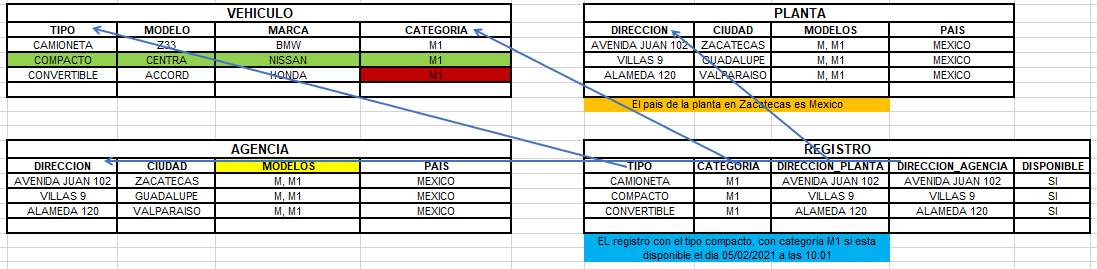 VEHICULO
TIPO MODELO MARCA CATEGORIA
CAMIONETA Z33 BMW M1
COMPACTO CENTRA NISSAN M1
CONVERTIBLE ACCORD HONDA M1
PLANTA
DIRECCION CIUDAD MODELOS PAIS
AVENIDA JUAN 102 ZACATECAS M, M1 MEXICO
VILLAS 9 GUADALUPE M, M1 MEXICO
ALAMEDA 120 VALPARAISO M, M1 MEXICO
El pais de la planta en Zacatecas es Mexico
AGENCIA
DIRECCION CIUDAD MODELOS PAIS
AVENIDA JUAN 102 ZACATECAS M, M1 MEXICO
VILLAS 9 GUADALUPE M, M1 MEXICO
ALAMEDA 120 VALPARAISO M, M1 MEXICO
REGISTRO
TIPO CATEGORIA DIRECCION_PLANTA DIRECCION_AGENCIA DISPONIBLE
CAMIONETA M1 AVENIDA JUAN 102 AVENIDA JUAN 102 SI
COMPACTO M1 VILLAS 9 VILLAS 9 SI
CONVERTIBLE M1 ALAMEDA 120 ALAMEDA 120 SI
EL registro con el tipo compacto, con categoria M1 si esta
disponible el dia 05/02/2021 a las 10:01